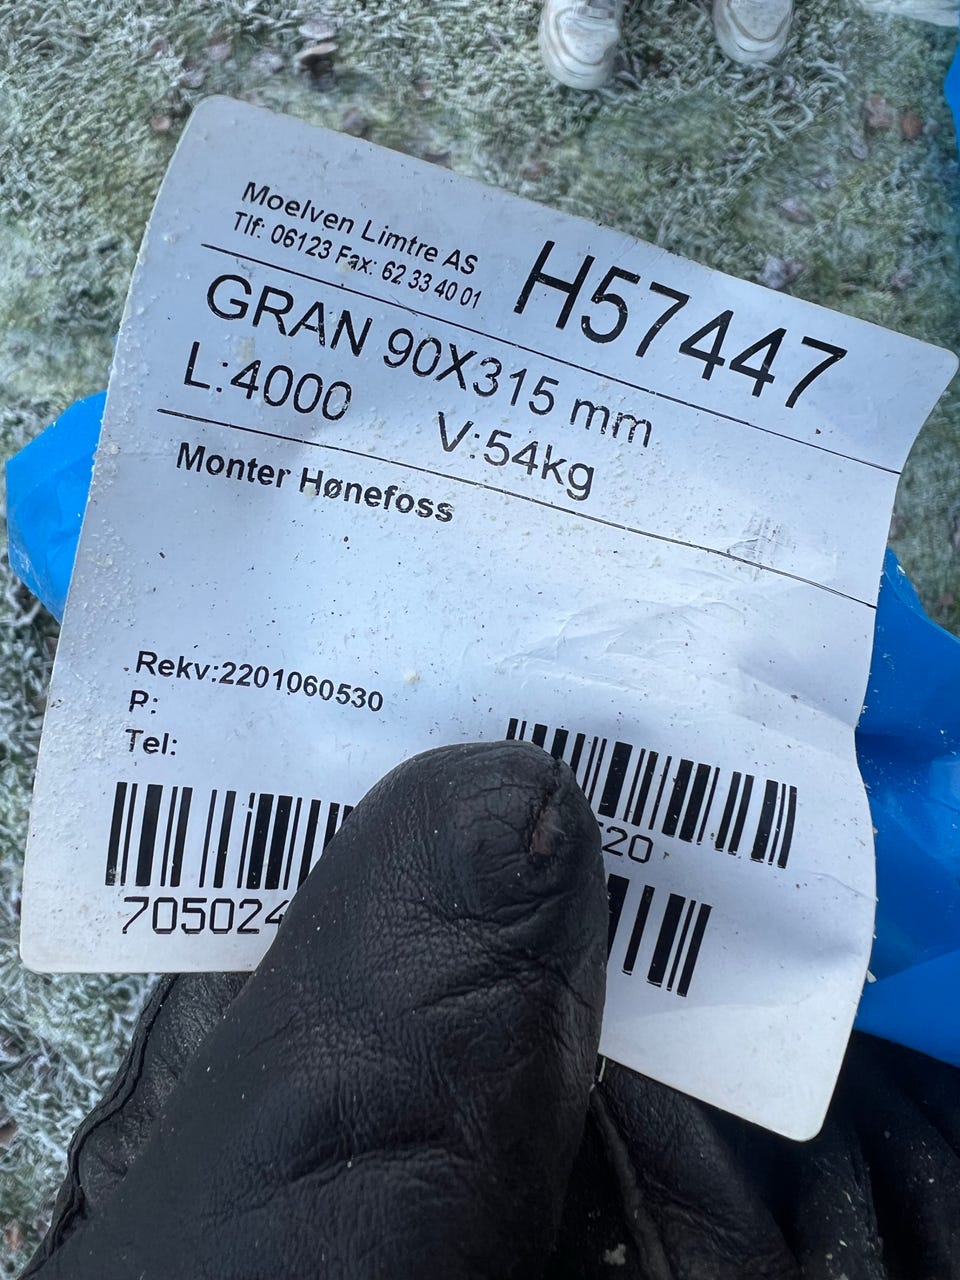 Moelven Limtre AS
Tlf: 06123 Fax: 62 33 40 01
H57447
GRAN 90X315 mm
L:4000 V:54kg
Monter Hønefoss
Rekv:2201060530
P:
Tel:
20
705024